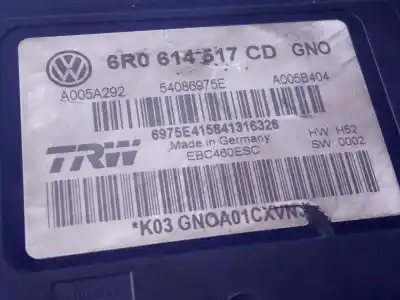 6R0 614 517 CD GNO
A005A292 54086975E A005B404
6975E415841316326
TRW Made in Germany HW H52
EBC460ESC SW 0002
*K03 GNOA01CXVN